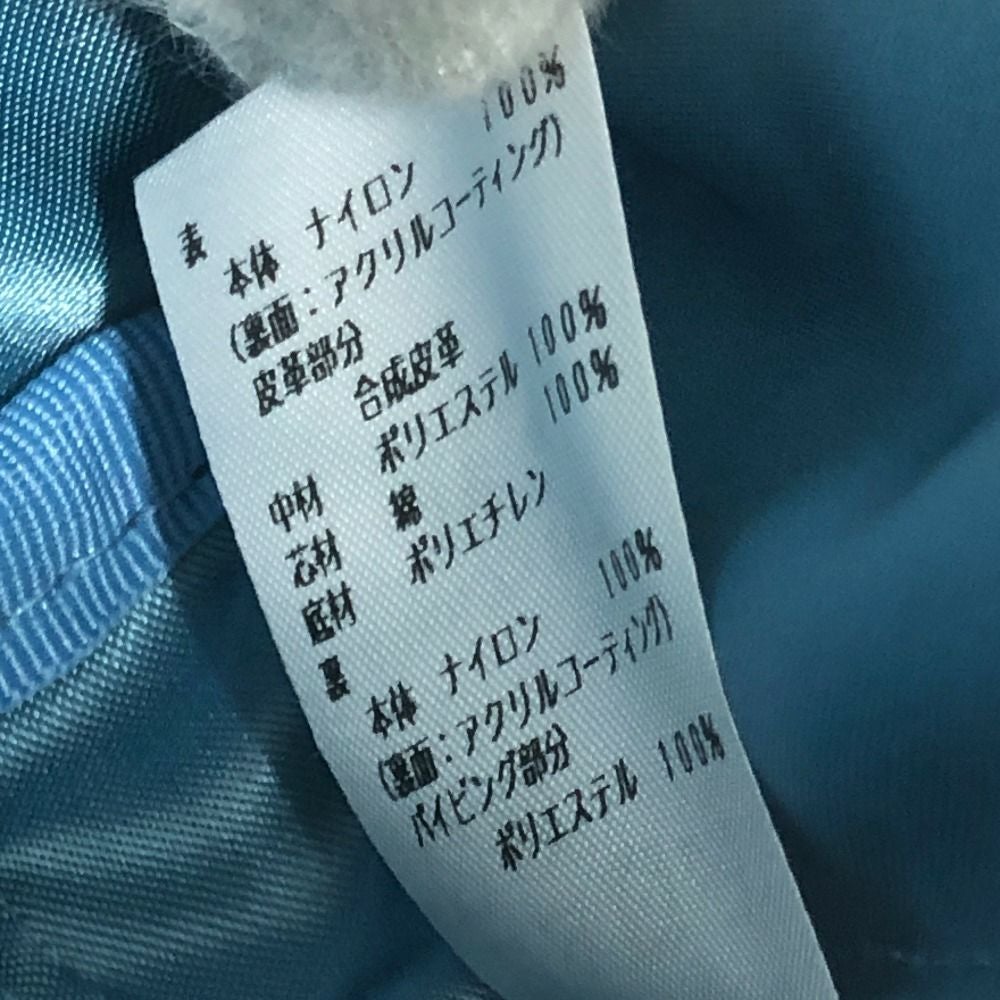 表
本体 ナイロン 100%
(裏面:アクリルコーティング)
皮革部分
合成皮革
中材 ポリエステル 100%
芯材 綿 100%
底材 ポリエチレン
裏
本体 ナイロン 100%
(裏面:アクリルコーティング)
パイピング部分
ポリエステル 100%